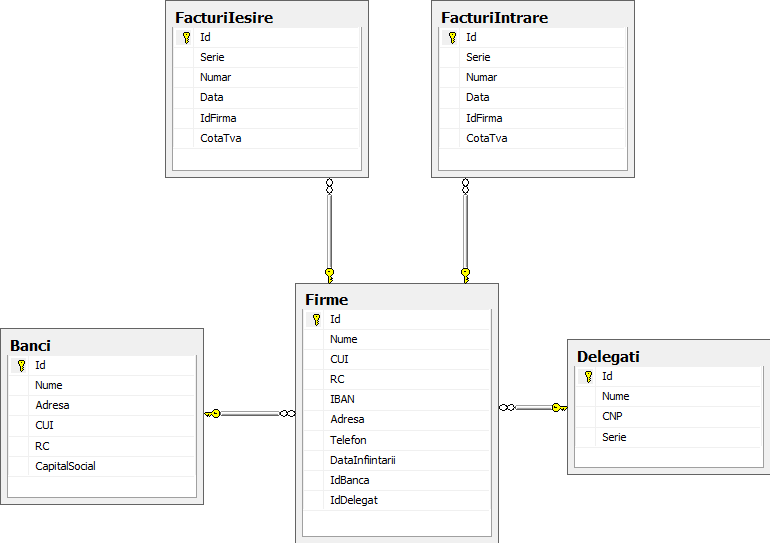 FacturiIesire
Id
Serie
Numar
Data
IdFirma
CotaTva
FacturiIntrare
Id
Serie
Numar
Data
IdFirma
CotaTva
Firme
Id
Nume
CUI
RC
IBAN
Adresa
Telefon
DataInfiintarii
IdBanca
IdDelegat
Banci
Id
Nume
Adresa
CUI
RC
CapitalSocial
Delegati
Id
Nume
CNP
Serie